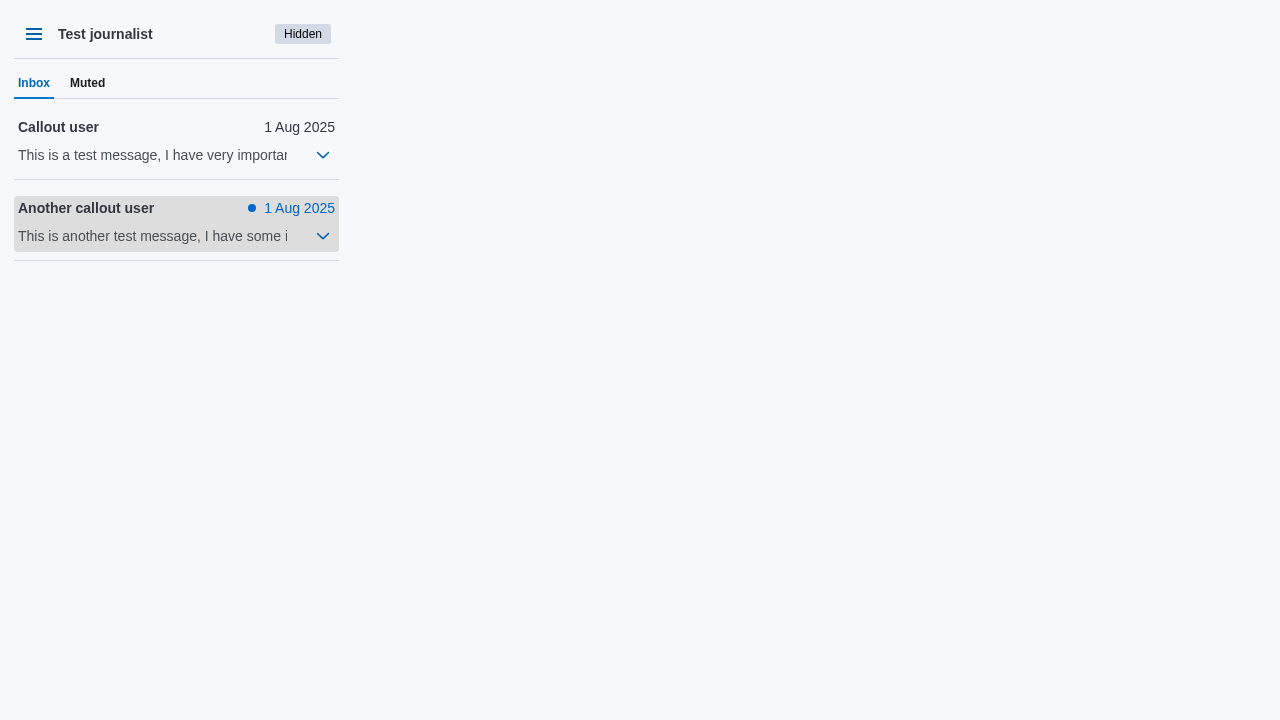 Test journalist Hidden
Inbox Muted
Callout user 1 Aug 2025
This is a test message, I have very
Another callout user 1 Aug 2025
This is another test message, I have some